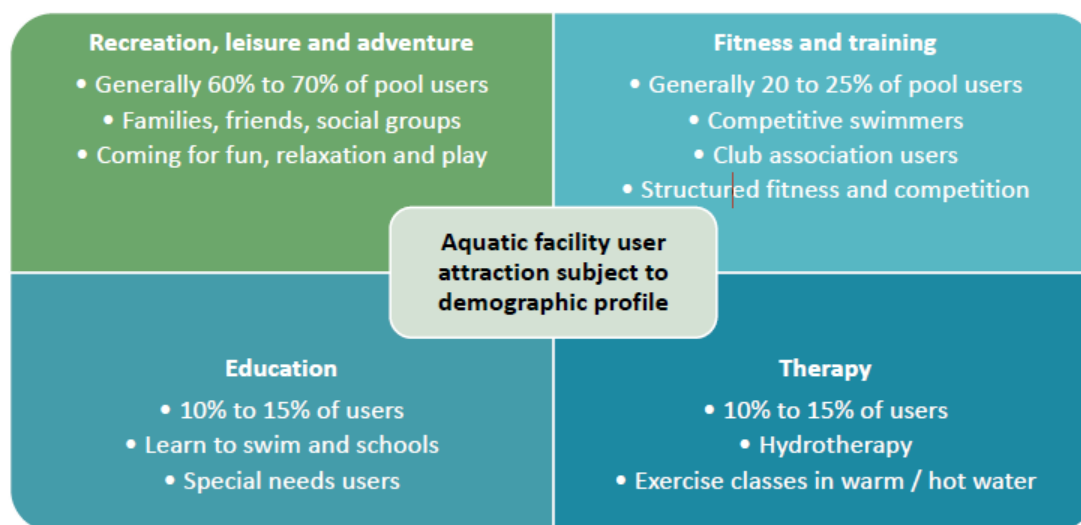 Recreation, leisure and adventure
• Generally 60% to 70% of pool users
• Families, friends, social groups
• Coming for fun, relaxation and play
Fitness and training
• Generally 20 to 25% of pool users
• Competitive swimmers
• Club association users
• Structured fitness and competition
Aquatic facility user
attraction subject to
demographic profile
Education
• 10% to 15% of users
• Learn to swim and schools
• Special needs users
Therapy
• 10% to 15% of users
• Hydrotherapy
• Exercise classes in warm / hot water